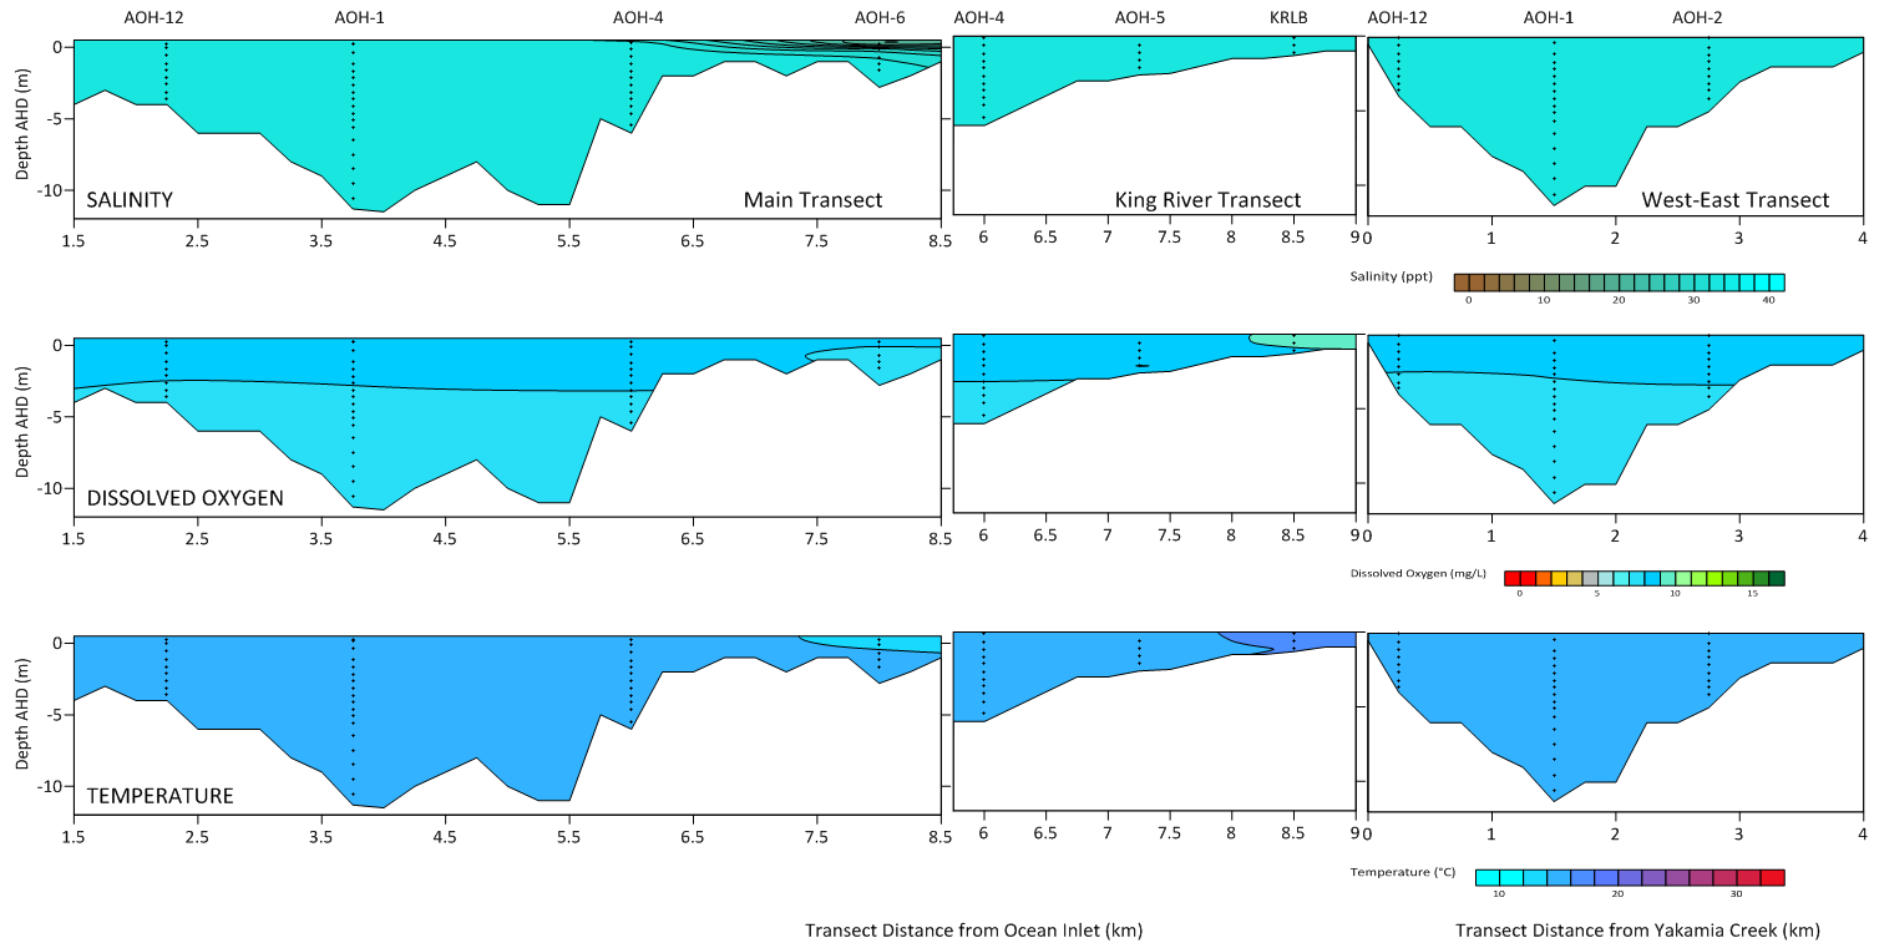 AOH-12 AOH-1 AOH-4 AOH-6 AOH-4 AOH-5 KRLB AOH-12 AOH-1 AOH-2
Depth AHD (m)
0
-5
-10
SALINITY Main Transect King River Transect West-East Transect
1.5 2.5 3.5 4.5 5.5 6.5 7.5 8.5 6 6.5 7 7.5 8 8.5 9 0 1 2 3 4
Salinity (ppt)
0 10 20 30 40
Depth AHD (m)
0
-5
-10
DISSOLVED OXYGEN
1.5 2.5 3.5 4.5 5.5 6.5 7.5 8.5 6 6.5 7 7.5 8 8.5 9 0 1 2 3 4
Dissolved Oxygen (mg/L)
0 5 10 15
Depth AHD (m)
0
-5
-10
TEMPERATURE
1.5 2.5 3.5 4.5 5.5 6.5 7.5 8.5 6 6.5 7 7.5 8 8.5 9 0 1 2 3 4
Temperature (°C)
10 20 30
Transect Distance from Ocean Inlet (km) Transect Distance from Yakamia Creek (km)